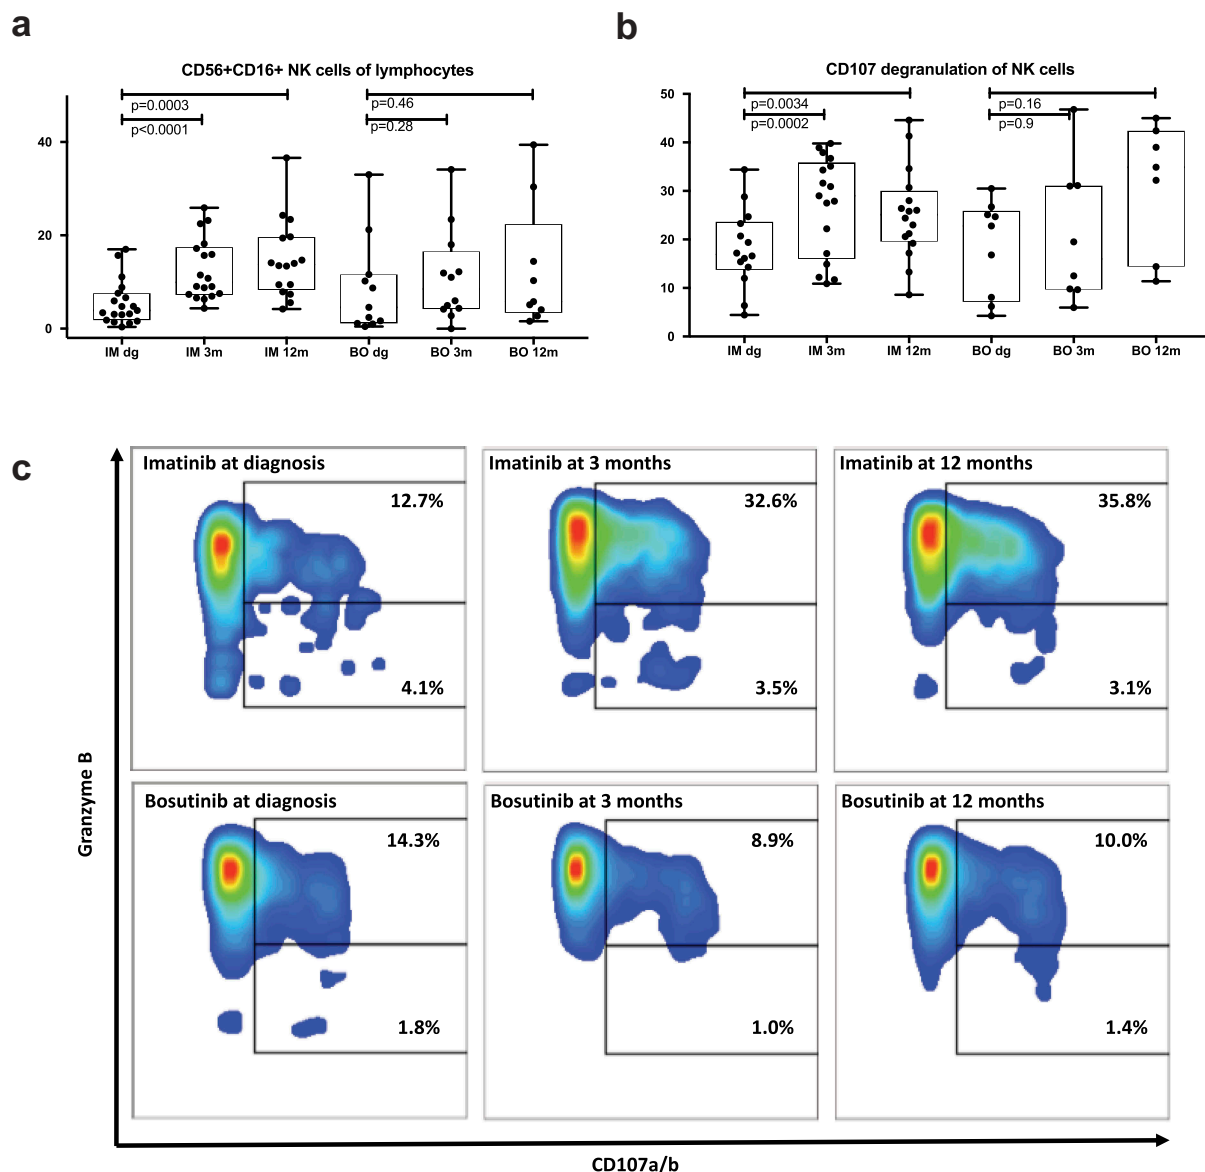 a
CD56+CD16+ NK cells of lymphocytes
p=0.0003
p<0.0001
p=0.46
p=0.28
40
20
0
IM dg
IM 3m
IM 12m
BO dg
BO 3m
BO 12m
b
CD107 degranulation of NK cells
p=0.0034
p=0.0002
p=0.16
p=0.9
50
40
30
20
10
0
IM dg
IM 3m
IM 12m
BO dg
BO 3m
BO 12m
c
Granzyme B
Imatinib at diagnosis
12.7%
4.1%
Imatinib at 3 months
32.6%
3.5%
Imatinib at 12 months
35.8%
3.1%
Bosutinib at diagnosis
14.3%
1.8%
Bosutinib at 3 months
8.9%
1.0%
Bosutinib at 12 months
10.0%
1.4%
CD107a/b